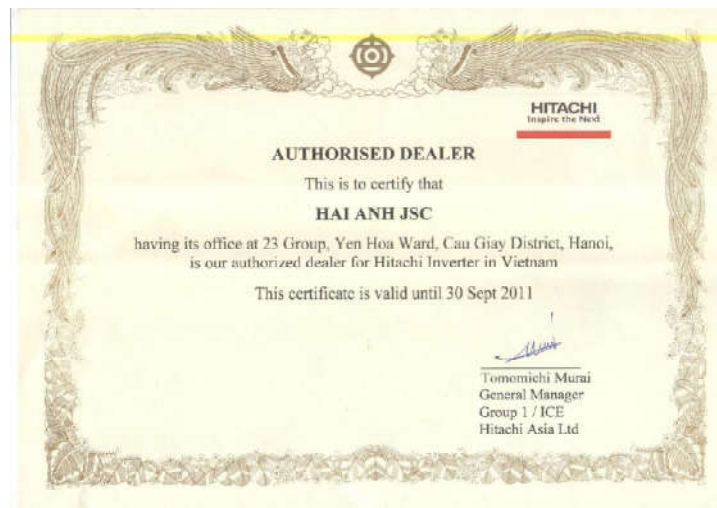 HITACHI
Inspire the Next
AUTHORISED DEALER
This is to certify that
HAI ANH JSC
having its office at 23 Group, Yen Hoa Ward, Cau Giay District, Hanoi,
is our authorized dealer for Hitachi Inverter in Vietnam
This certificate is valid until 30 Sept 2011
Tomomichi Murai
General Manager
Group 1 / ICE
Hitachi Asia Ltd